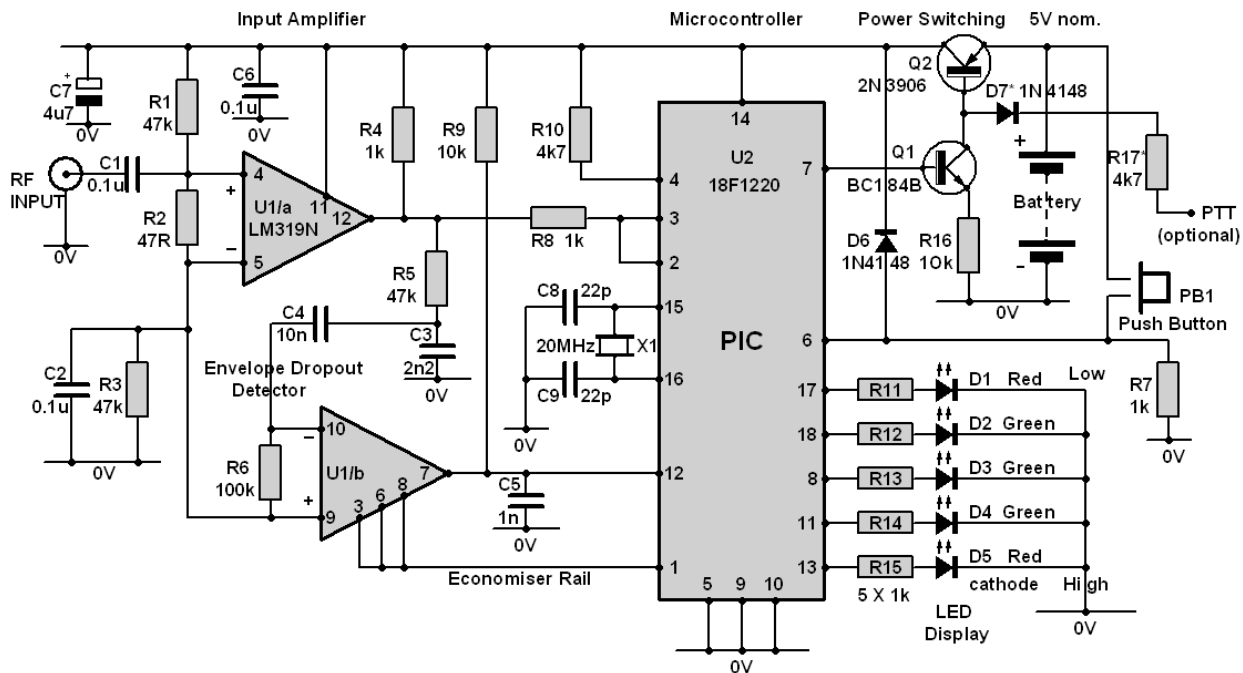 Input Amplifier
Microcontroller
Power Switching
5V nom.
+
C7
4u7
0V
R1
47k
C6
0.1u
0V
R4
1k
R9
10k
R10
4k7
14
U2
18F1220
Q2
2N3906
D7* 1N4148
RF
INPUT
0V
C1
0.1u
R2
47R
4
+
U1/a
LM319N
11
12
−
5
R8 1k
4
3
2
7
Q1
BC184B
+
Battery
-
R17*
4k7
PTT
(optional)
D6
1N4148
R16
10k
0V
R5
47k
C4
10n
C3
2n2
0V
C8
22p
20MHz
X1
C9
22p
0V
15
16
PIC
6
PB1
Push Button
Envelope Dropout
Detector
C2
0.1u
R3
47k
0V
R6
100k
−
10
U1/b
7
+
9
3
6
8
C5
1n
0V
12
Economiser Rail
1
17
R11
D1 Red
Low
18
R12
D2 Green
8
R13
D3 Green
11
R14
D4 Green
13
R15
D5 Red
5 X 1k
cathode
High
LED
Display
0V
R7
1k
0V
5
9
10
0V